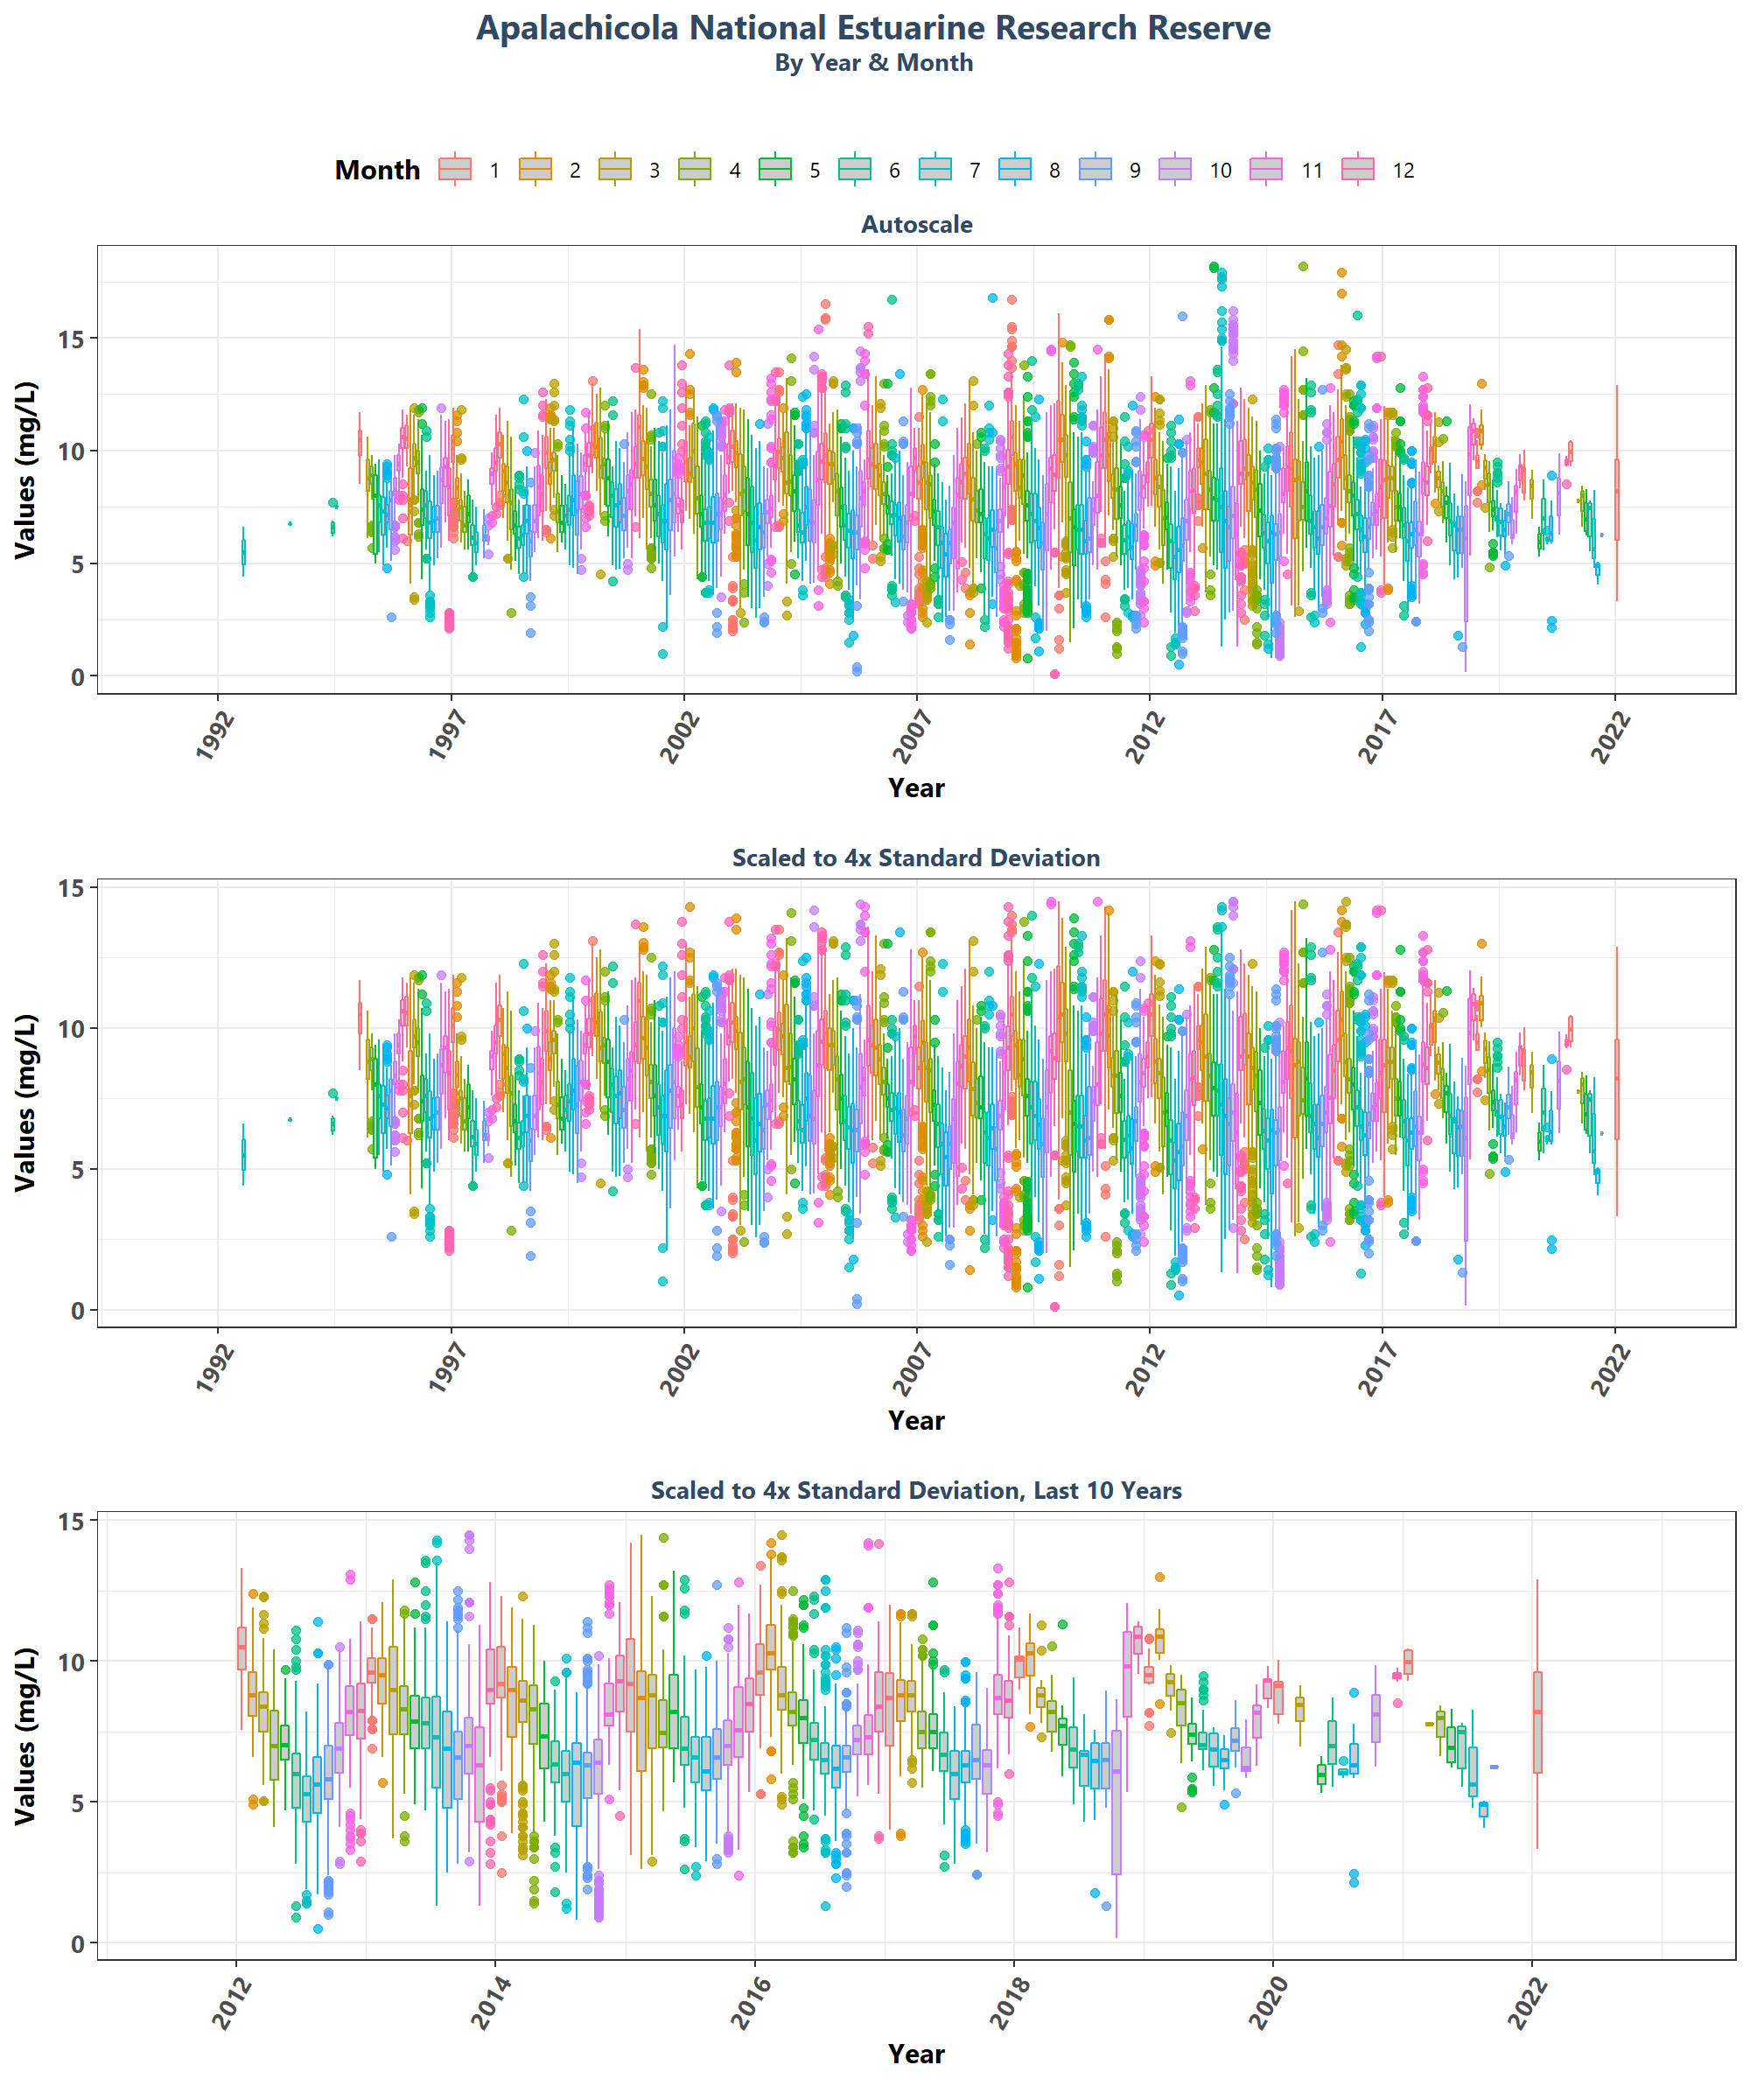 Apalachicola National Estuarine Research Reserve
By Year & Month
Month 1 2 3 4 5 6 7 8 9 10 11 12
Autoscale
Values (mg/L)
15
10
5
0
1992 1997 2002 2007 2012 2017 2022
Year
Scaled to 4x Standard Deviation
Values (mg/L)
15
10
5
0
1992 1997 2002 2007 2012 2017 2022
Year
Scaled to 4x Standard Deviation, Last 10 Years
Values (mg/L)
15
10
5
0
2012 2014 2016 2018 2020 2022
Year